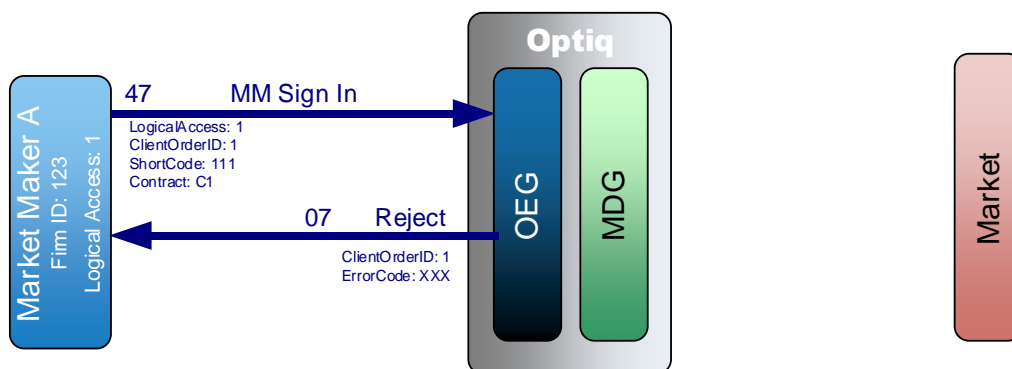 Optiq
Market Maker A
Firm ID: 123
Logical Access: 1
47 MM Sign In
LogicalAccess: 1
ClientOrderID: 1
ShortCode: 111
Contract: C1
07 Reject
ClientOrderID: 1
ErrorCode: XXX
OEG
MDG
Market